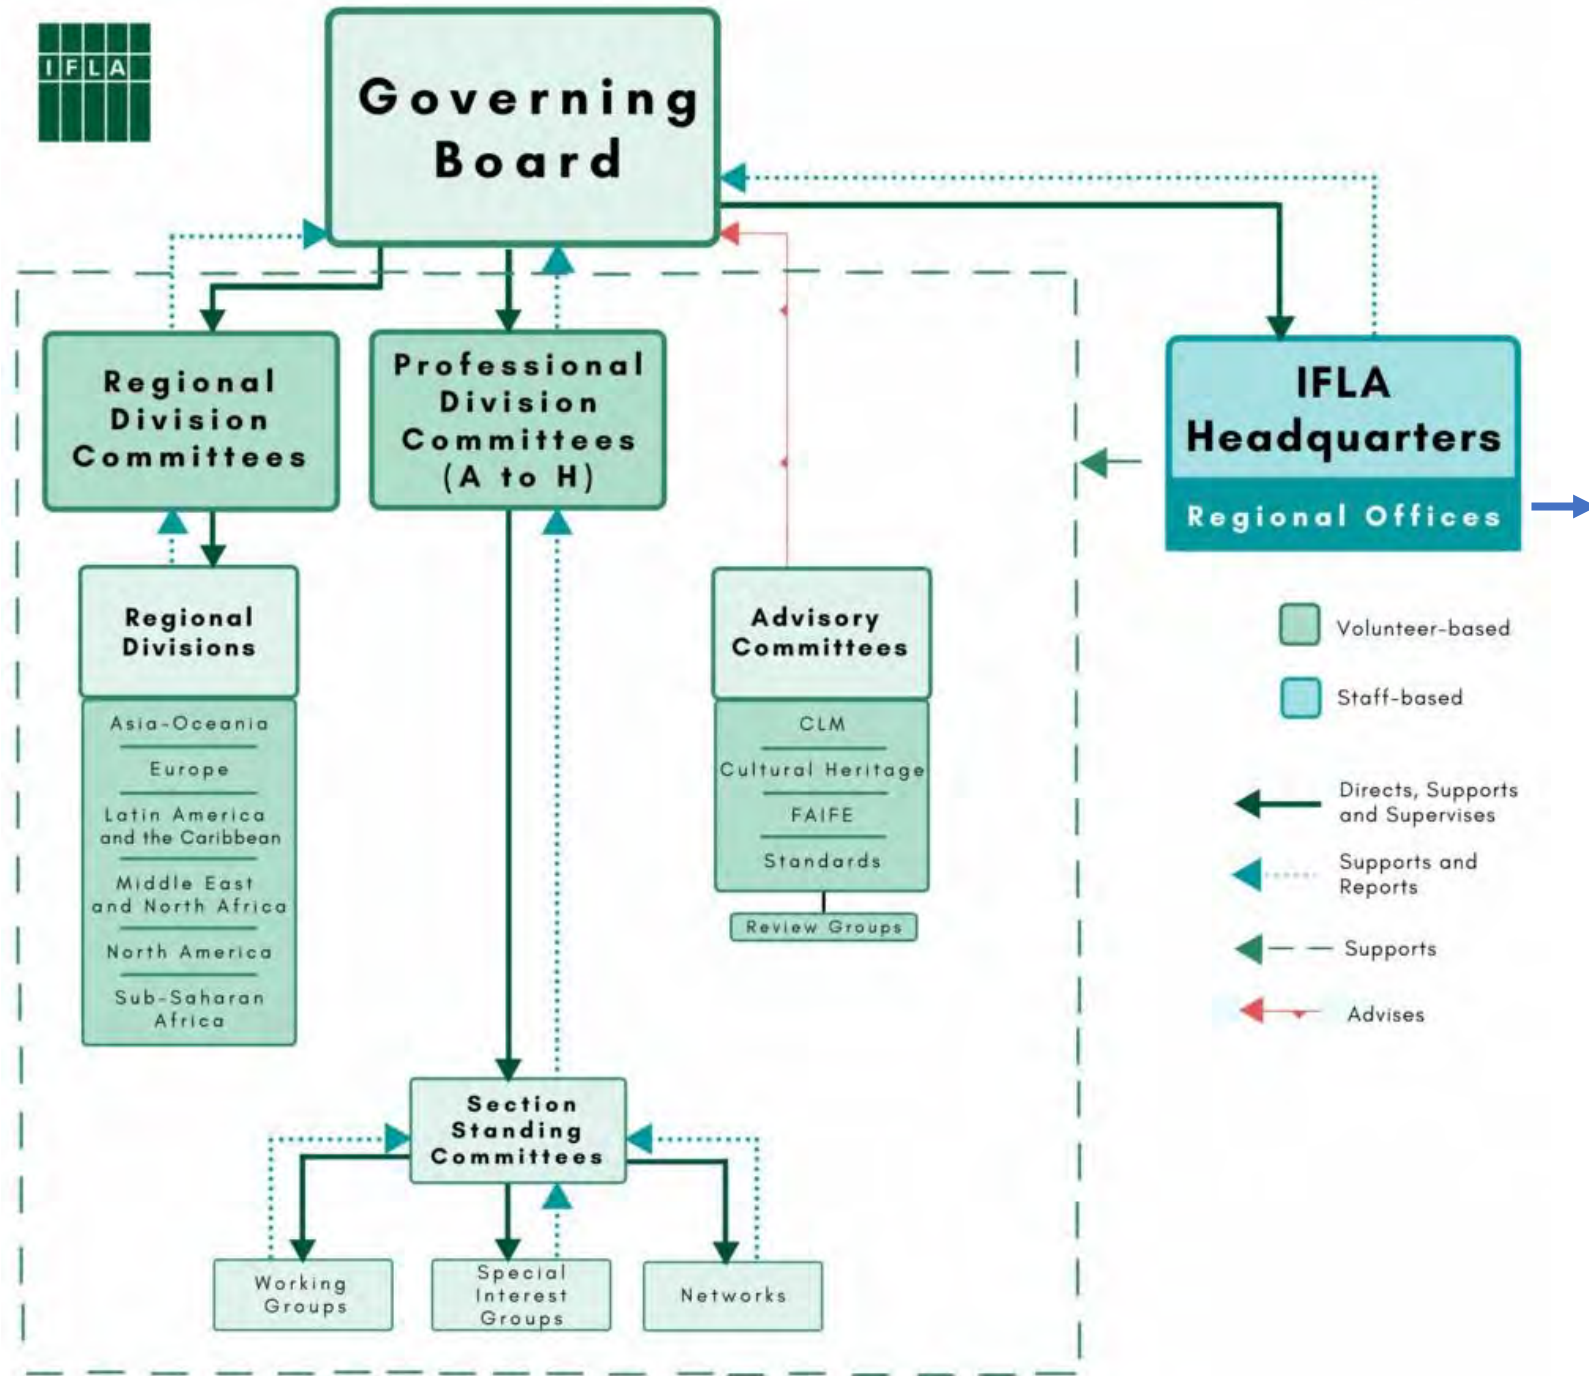 IFLA
Governing
Board
Regional
Division
Committees
Professional
Division
Committees
(A to H)
IFLA
Headquarters
Regional Offices
Regional
Divisions
Asia-Oceania
Europe
Latin America
and the Caribbean
Middle East
and North Africa
North America
Sub-Saharan
Africa
Advisory
Committees
CLM
Cultural Heritage
FAIFE
Standards
Review Groups
Section
Standing
Committees
Working
Groups
Special
Interest
Groups
Networks
Volunteer-based
Staff-based
Directs, Supports
and Supervises
Supports and
Reports
Supports
Advises